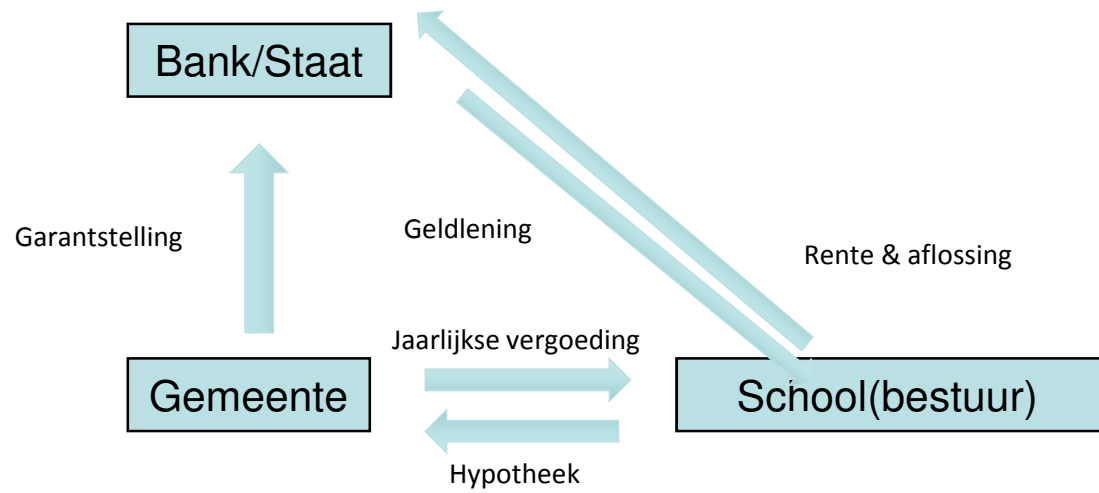 Bank/Staat
Garantstelling
Geldlening
Rente & aflossing
Jaarlijkse vergoeding
Gemeente
School(bestuur)
Hypotheek